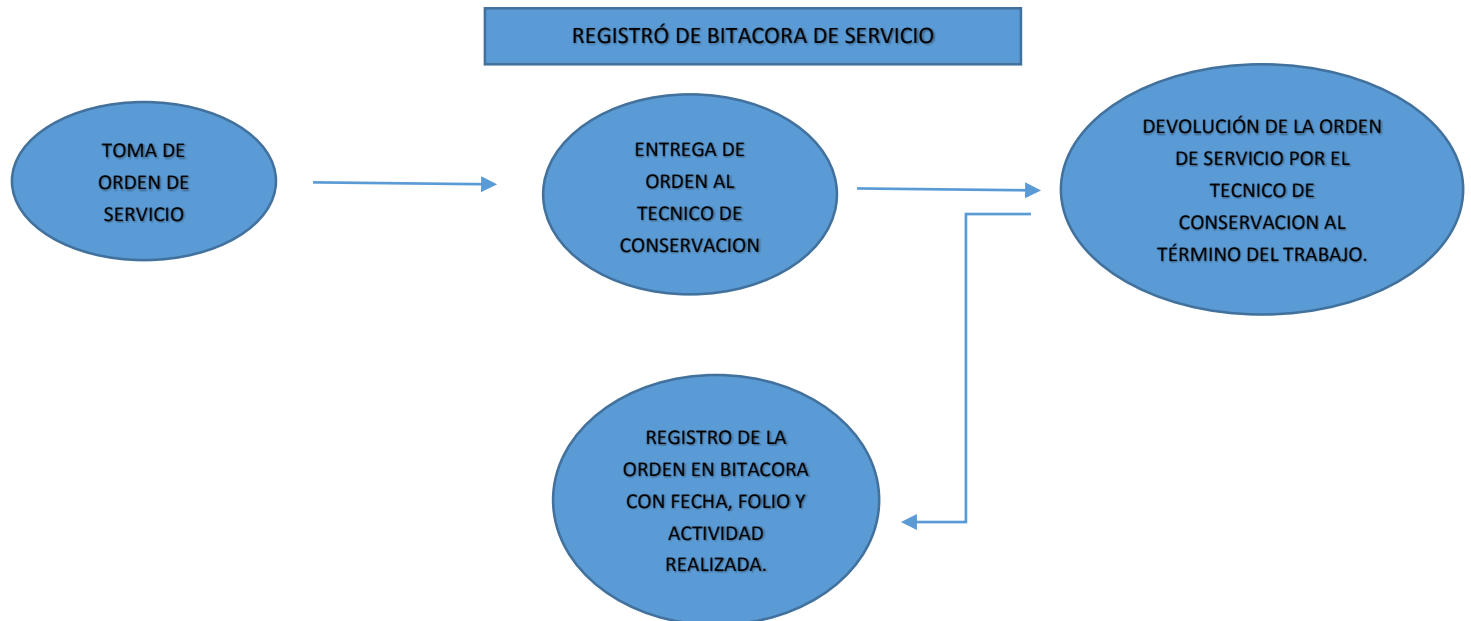 REGISTRÓ DE BITACORA DE SERVICIO
TOMA DE
ORDEN DE
SERVICIO
ENTREGA DE
ORDEN AL
TECNICO DE
CONSERVACION
DEVOLUCIÓN DE LA ORDEN
DE SERVICIO POR EL
TECNICO DE
CONSERVACION AL
TÉRMINO DEL TRABAJO.
REGISTRO DE LA
ORDEN EN BITACORA
CON FECHA, FOLIO Y
ACTIVIDAD
REALIZADA.